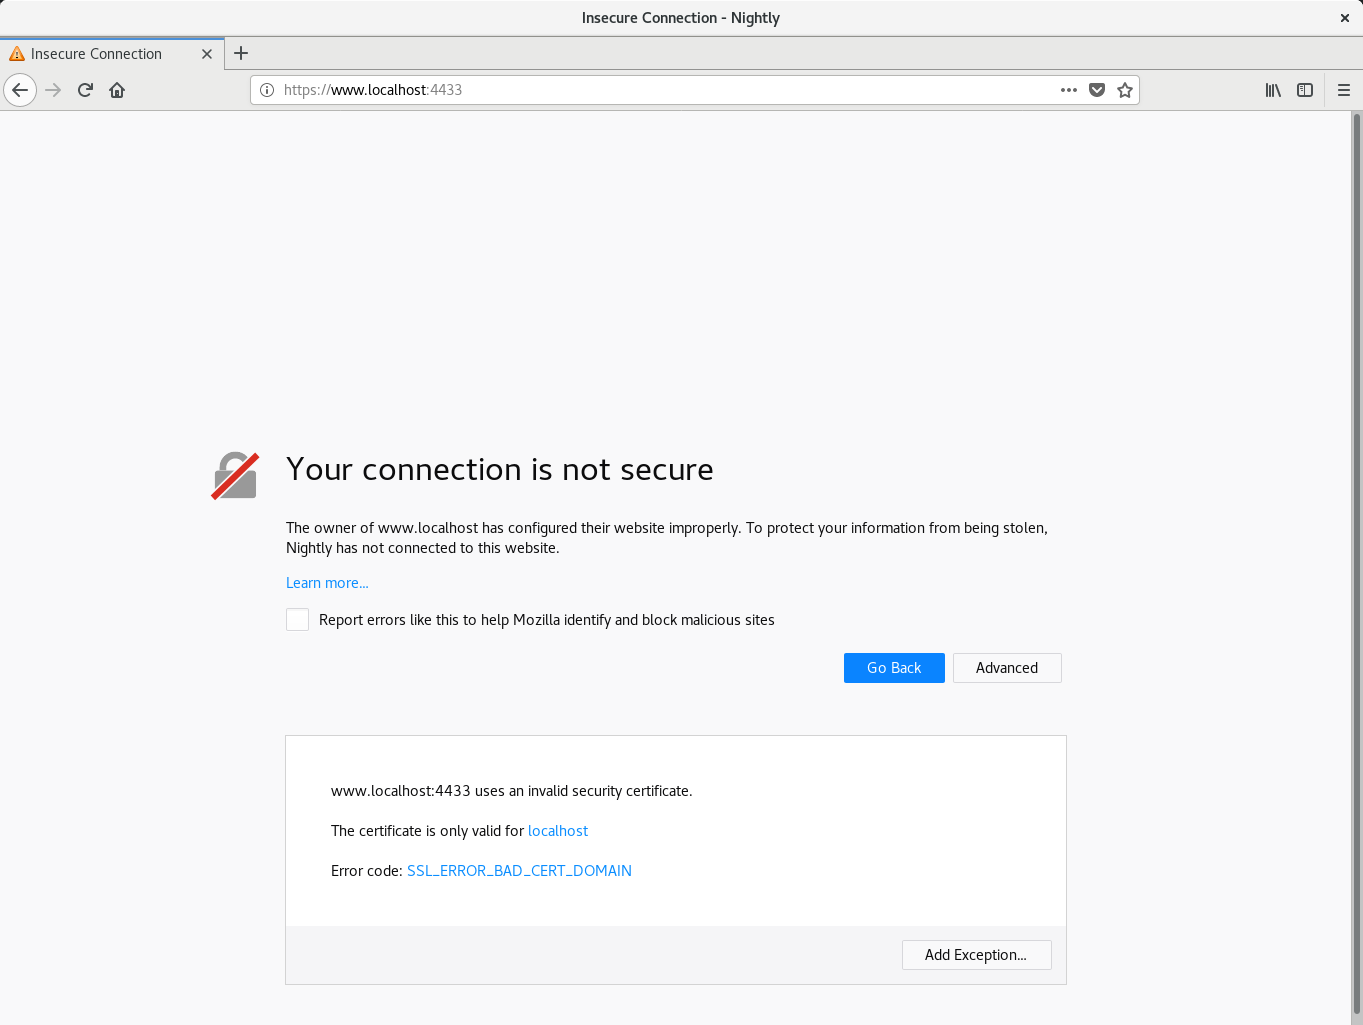 Insecure Connection - Nightly
Insecure Connection
https://www.localhost:4433
Your connection is not secure
The owner of www.localhost has configured their website improperly. To protect your information from being stolen,
Nightly has not connected to this website.
Learn more...
Report errors like this to help Mozilla identify and block malicious sites
Go Back
Advanced
www.localhost:4433 uses an invalid security certificate.
The certificate is only valid for localhost
Error code: SSL_ERROR_BAD_CERT_DOMAIN
Add Exception...